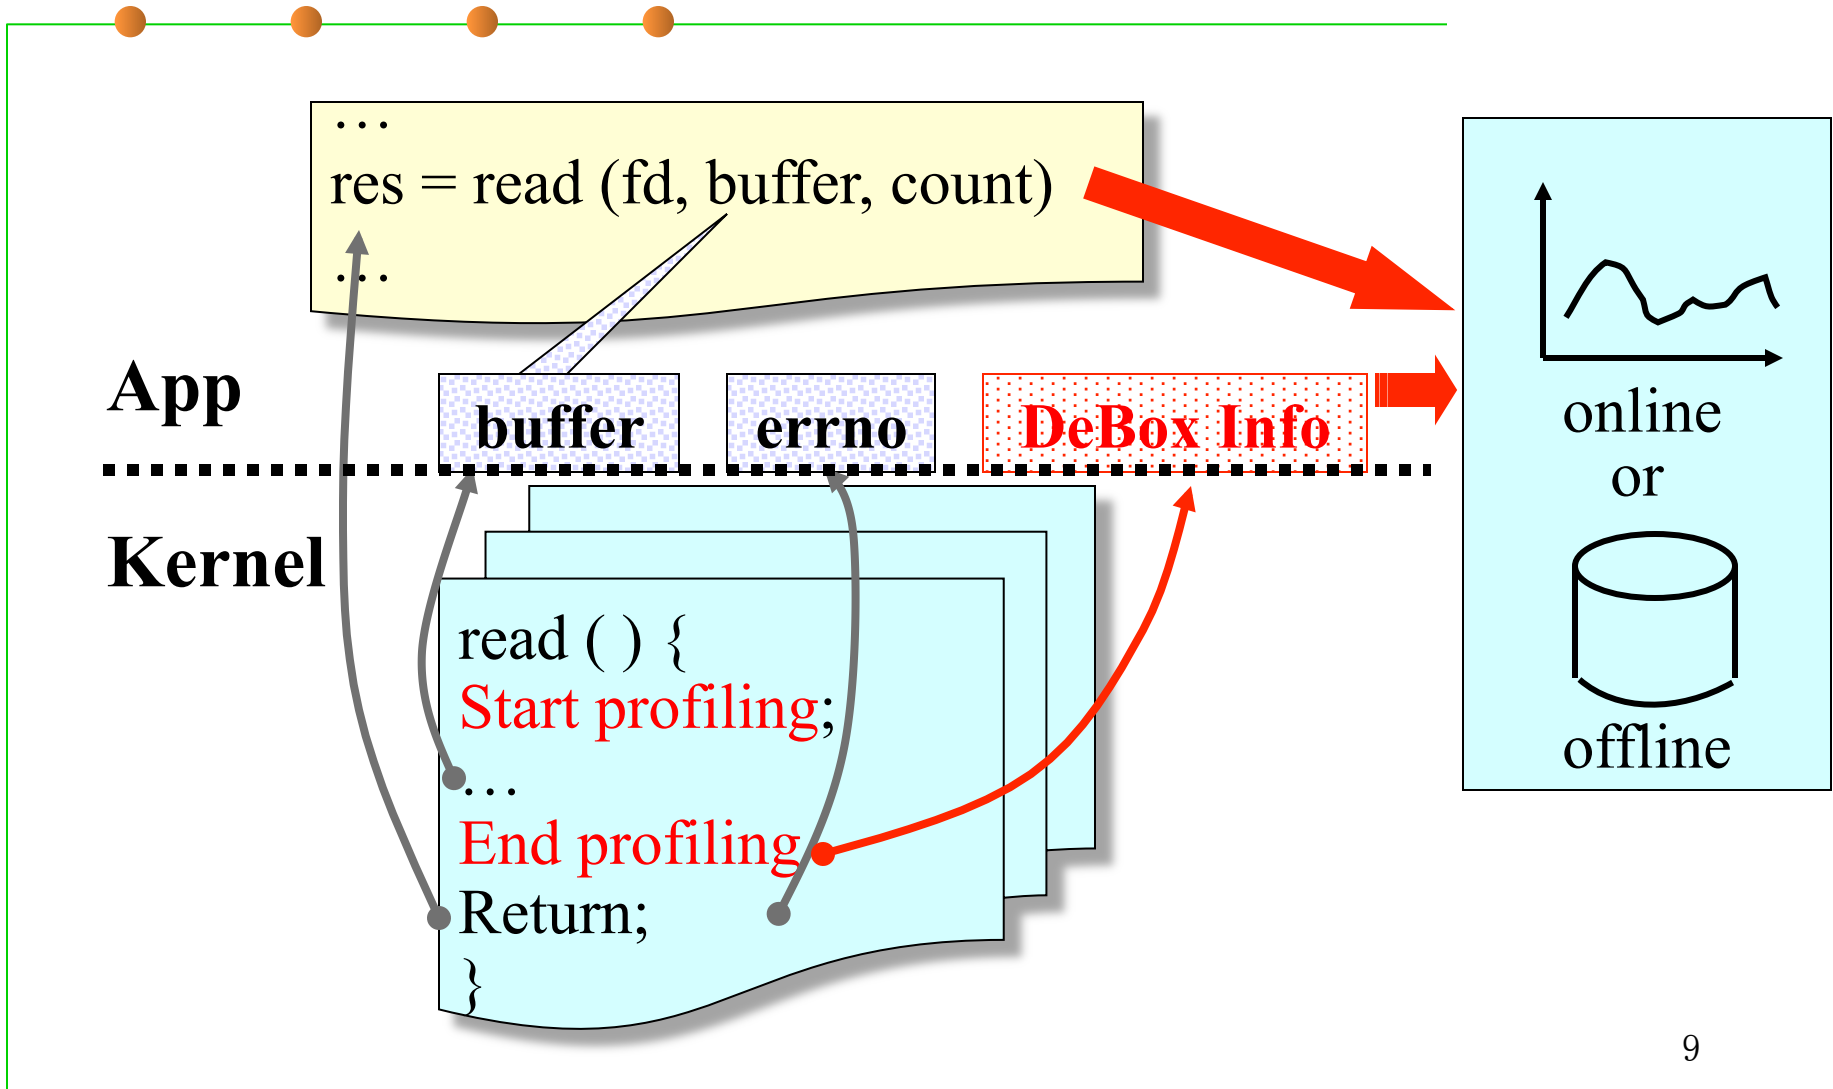 …
res = read (fd, buffer, count)
…
App
buffer
errno
DeBox Info
Kernel
read ( ) {
Start profiling;
…
End profiling
Return;
}
online
or
offline
9